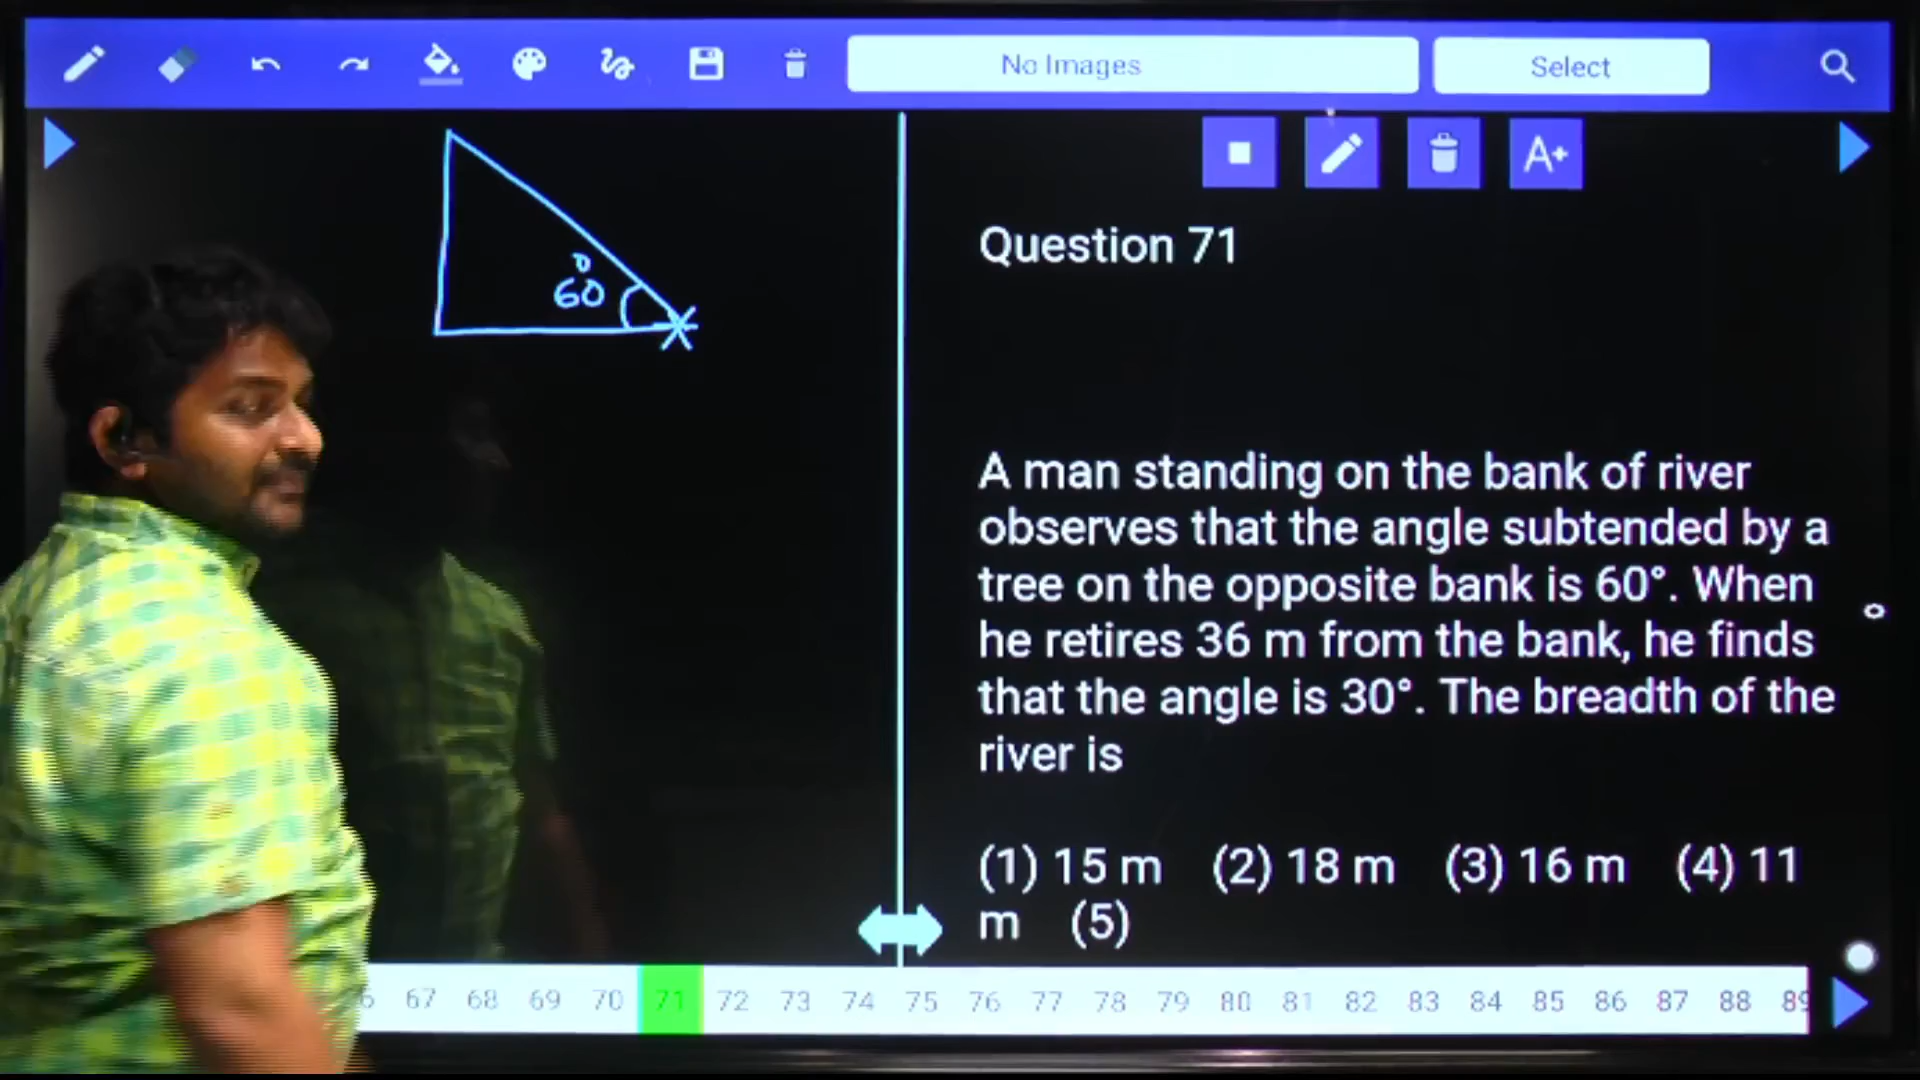 No Images
Select
A+
60°
Question 71
A man standing on the bank of river
observes that the angle subtended by a
tree on the opposite bank is 60°. When
he retires 36 m from the bank, he finds
that the angle is 30°. The breadth of the
river is
(1) 15 m (2) 18 m (3) 16 m (4) 11
m (5)
67 68 69 70 71 72 73 74 75 76 77 78 79 80 81 82 83 84 85 86 87 88 89